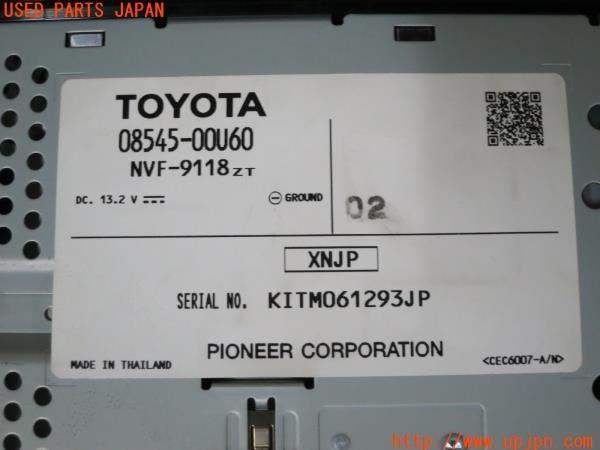 USED PARTS JAPAN
TOYOTA
08545-00U60
NVF-9118ZT
DC. 13.2 V
GROUND
02
XNJP
SERIAL NO. KITM061293JP
PIONEER CORPORATION
MADE IN THAILAND
<CEC6007-A/N>
http://www.upjpn.com